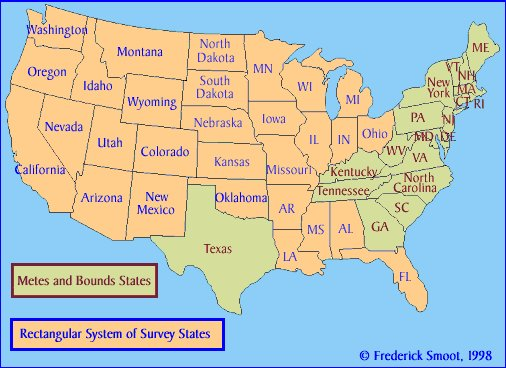 Washington
Montana
North
Dakota
MN
ME
VT
NH
Oregon
Idaho
South
Dakota
WI
MI
New
York
MA
CT
RI
Wyoming
Nebraska
Iowa
PA
NJ
Nevada
Utah
Colorado
Kansas
Missouri
IL
IN
Ohio
WV
MD
DE
VA
California
Kentucky
Arizona
New
Mexico
Oklahoma
AR
Tennessee
North
Carolina
SC
Texas
LA
MS
AL
GA
FL
Metes and Bounds States
Rectangular System of Survey States
© Frederick Smoot, 1998